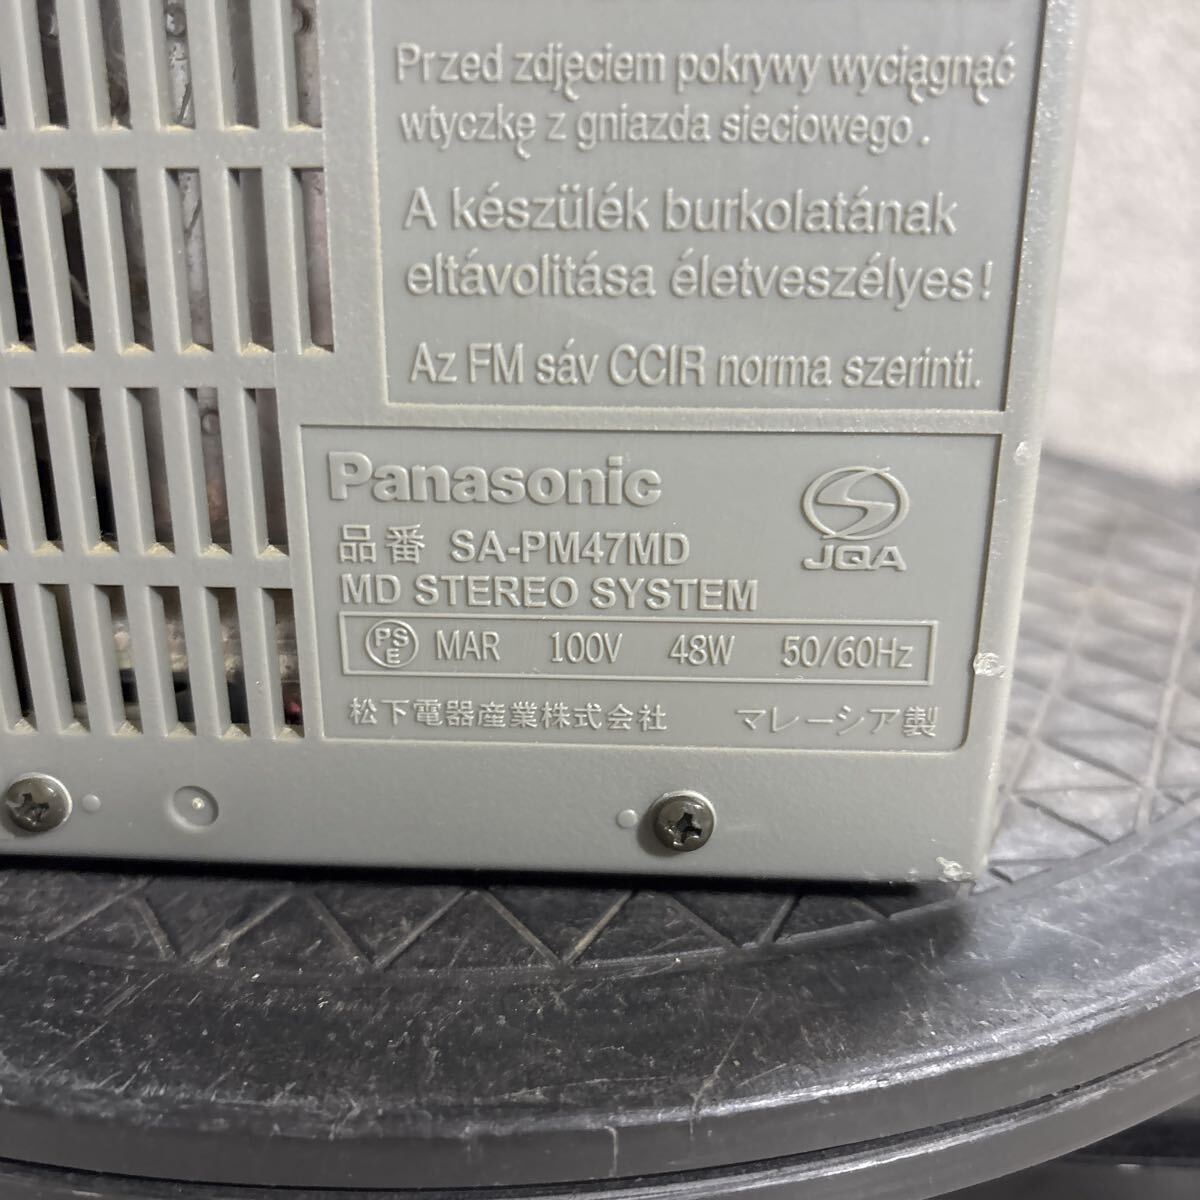 Przed zdjęciem pokrywy wyciągnąć
wtyczkę z gniazda sieciowego.
A készülék burkolatának
eltávolitása életveszélyes!
Az FM sáv CCIR norma szerinti.
Panasonic
品番 SA-PM47MD
JQA
MD STEREO SYSTEM
PSE MAR 100V 48W 50/60Hz
松下電器産業株式会社 マレーシア製